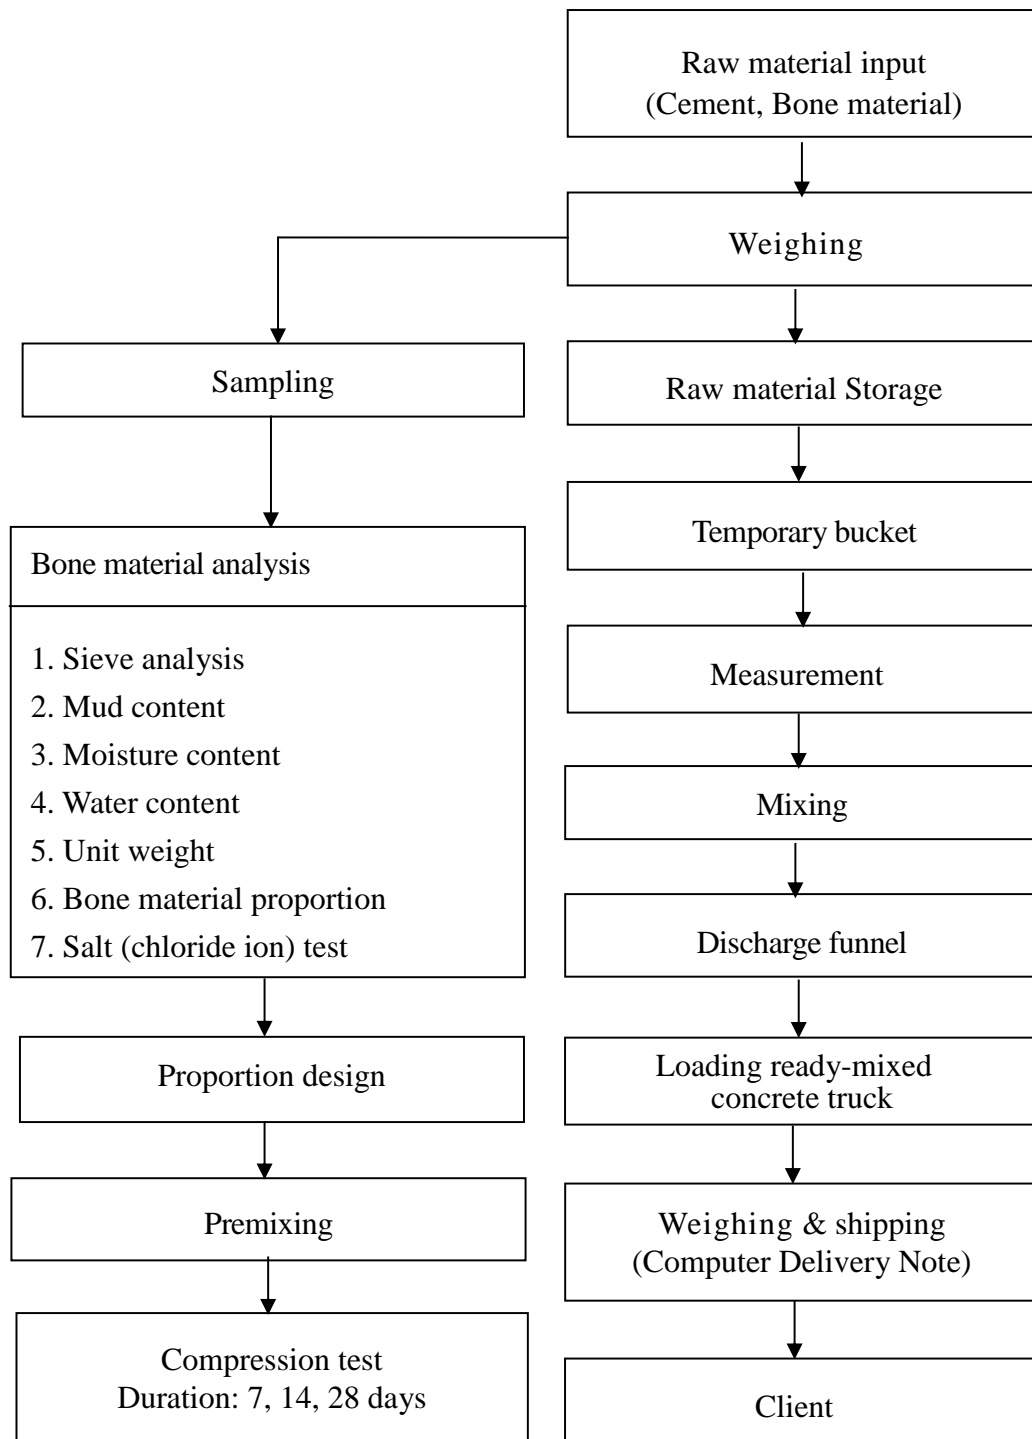 Raw material input
(Cement, Bone material)
Weighing
Sampling
Raw material Storage
Temporary bucket
Bone material analysis
1. Sieve analysis
2. Mud content
3. Moisture content
4. Water content
5. Unit weight
6. Bone material proportion
7. Salt (chloride ion) test
Measurement
Mixing
Discharge funnel
Proportion design
Loading ready-mixed
concrete truck
Premixing
Weighing & shipping
(Computer Delivery Note)
Compression test
Duration: 7, 14, 28 days
Client